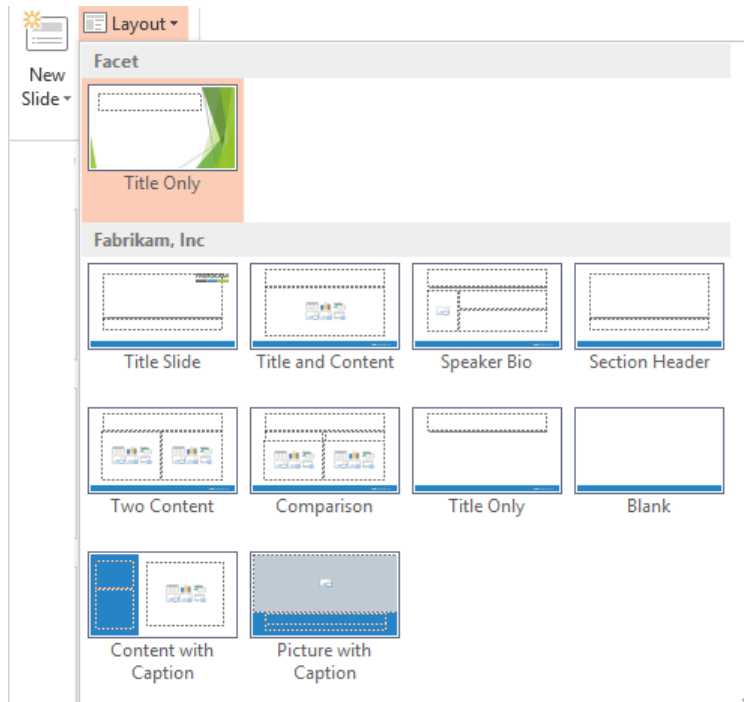 Layout
New
Slide
Facet
Title Only
Fabrikam, Inc
Title Slide
Title and Content
Speaker Bio
Section Header
Two Content
Comparison
Title Only
Blank
Content with
Caption
Picture with
Caption